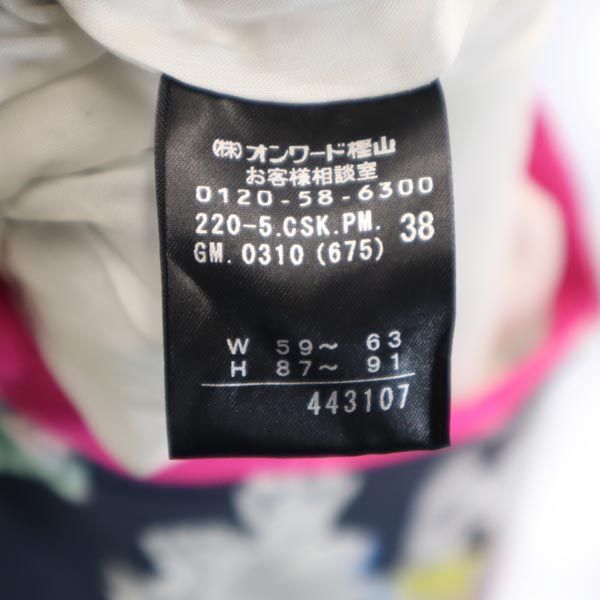 ㈱オンワード樫山
お客様相談室
0120-58-6300
220-5.CSK.PM. 38
GM.0310(675)
W 59〜 63
H 87〜 91
443107